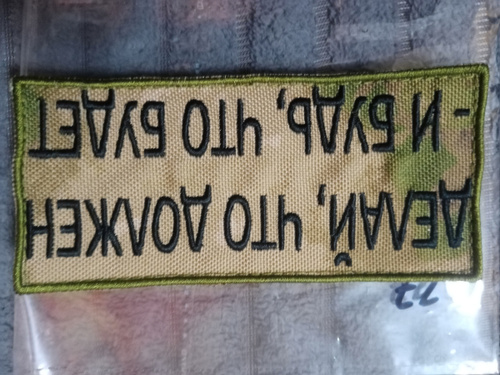 ДЕЛАЙ, ЧТО ДОЛЖЕН
- И БУДЬ, ЧТО БУДЕТ